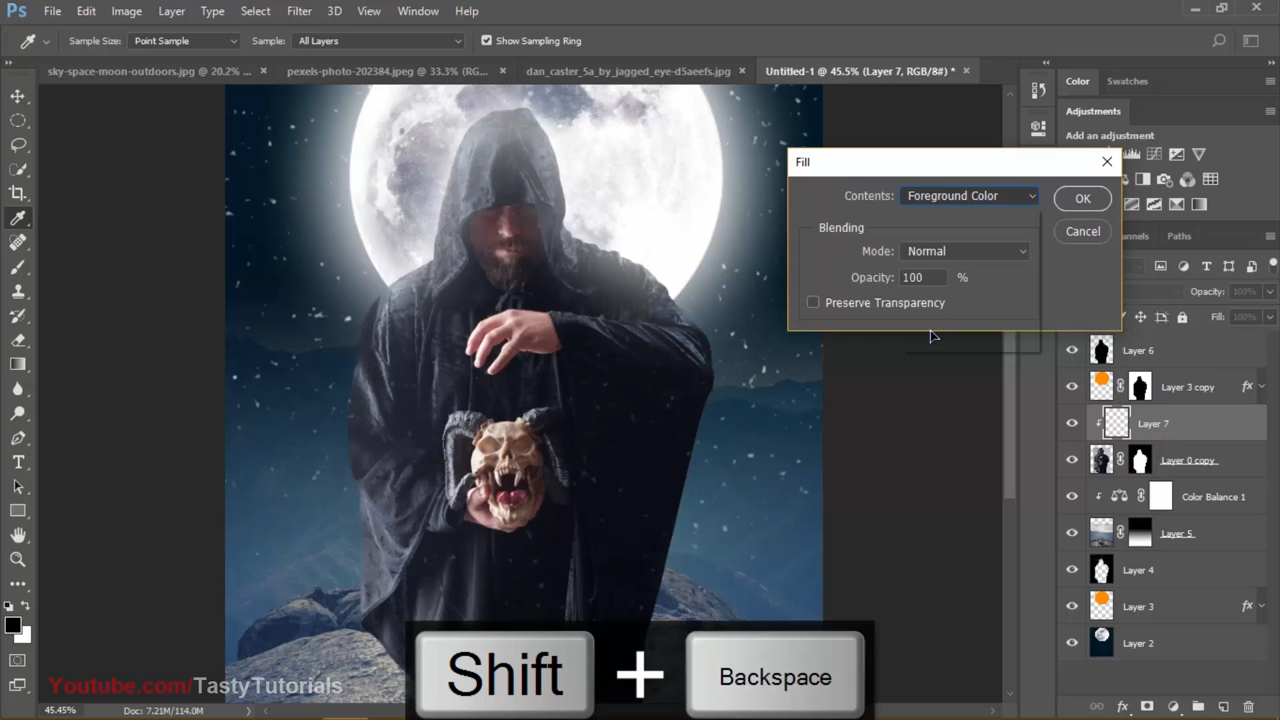 Ps File Edit Image Layer Type Select Filter 3D View Window Help
Sample Size: Point Sample Sample: All Layers Show Sampling Ring
sky-space-moon-outdoors.jpg @ 20.2% ... × pexels-photo-202384.jpeg @ 33.3% (RG... × dan_caster_5a_by_jagged_eye-d5aeefs.jpg × Untitled-1 @ 45.5% (Layer 7, RGB/8#) * ×
Color Swatches
Adjustments
Add an adjustment
Fill
Contents: Foreground Color OK
Blending Cancel
Mode: Normal
Opacity: 100 %
Preserve Transparency
Paths
Opacity: 100%
Fill: 100%
Layer 6
Layer 3 copy fx
Layer 7
Layer 0 copy
Color Balance 1
Layer 5
Layer 4
Layer 3 fx
Layer 2
Shift + Backspace
Youtube.com/TastyTutorials
45.45% Doc: 7.21M/114.0M